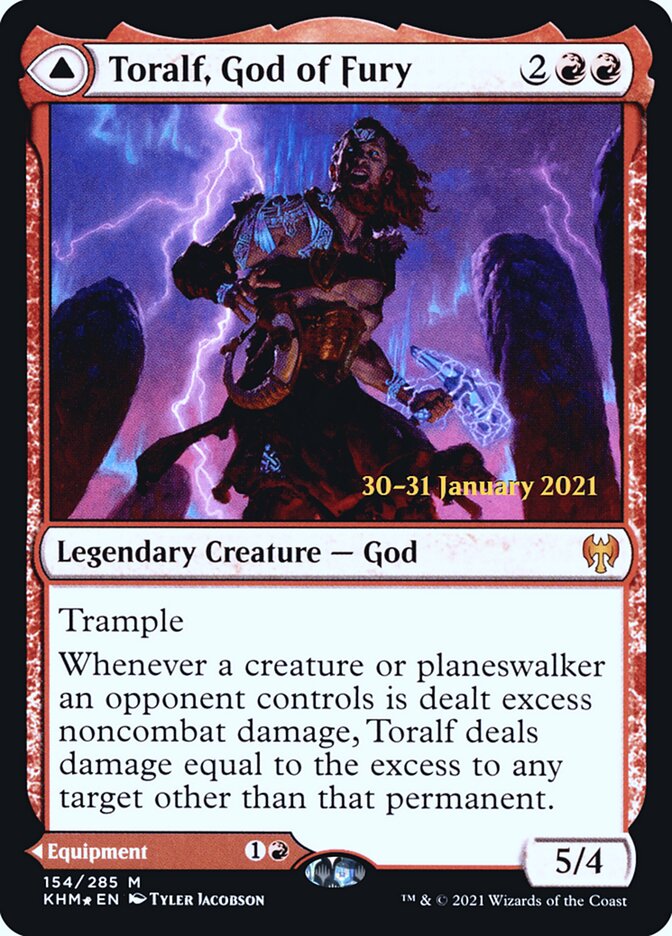 Toralf, God of Fury 2
30–31 January 2021
Legendary Creature — God
Trample
Whenever a creature or planeswalker
an opponent controls is dealt excess
noncombat damage, Toralf deals
damage equal to the excess to any
target other than that permanent.
Equipment 1
5/4
154/285 M
KHM★EN Tyler Jacobson
™ & © 2021 Wizards of the Coast